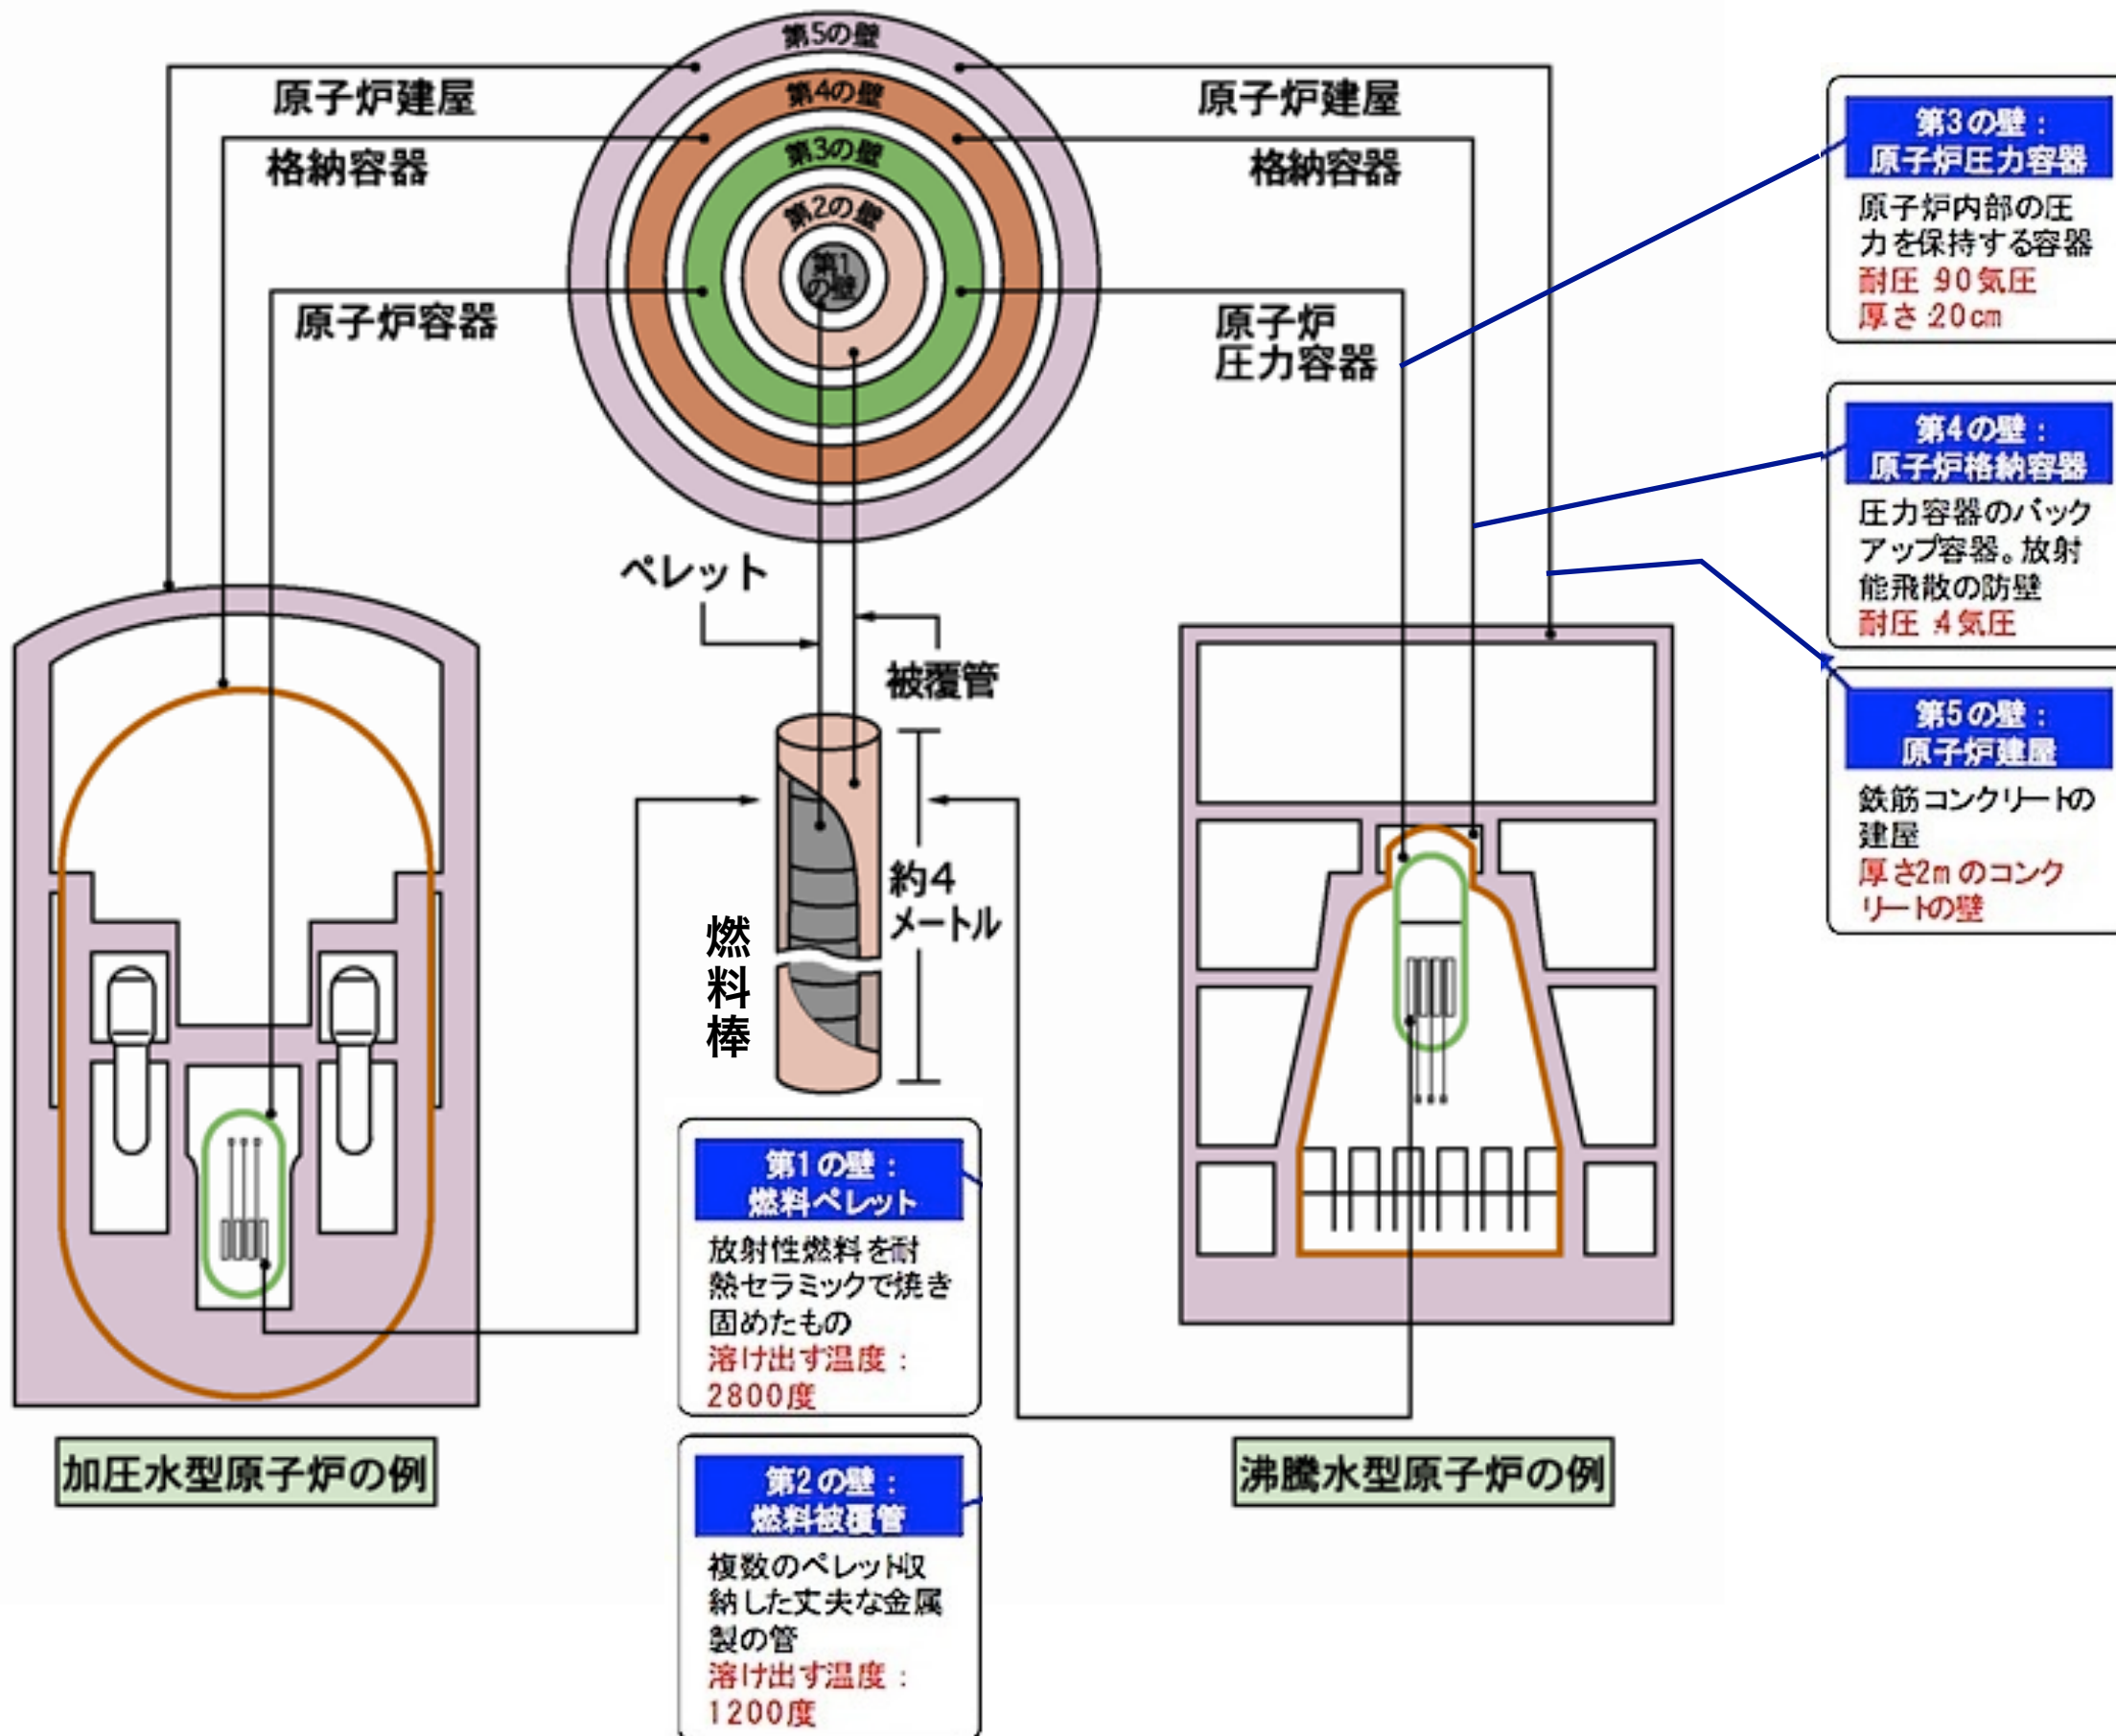 第5の壁
第4の壁
第3の壁
第2の壁
第1
の壁
原子炉建屋
格納容器
原子炉容器
原子炉建屋
格納容器
原子炉
圧力容器
ペレット
被覆管
約4
メートル
燃料棒
加圧水型原子炉の例
沸騰水型原子炉の例
第1の壁：
燃料ペレット
放射性燃料を耐
熱セラミックで焼き
固めたもの
溶け出す温度：
2800度
第2の壁：
燃料被覆管
複数のペレット収
納した丈夫な金属
製の管
溶け出す温度：
1200度
第3の壁：
原子炉圧力容器
原子炉内部の圧
力を保持する容器
耐圧:90気圧
厚さ:20cm
第4の壁：
原子炉格納容器
圧力容器のバック
アップ容器。放射
能飛散の防壁
耐圧:4気圧
第5の壁：
原子炉建屋
鉄筋コンクリートの
建屋
厚さ2mのコンク
リートの壁